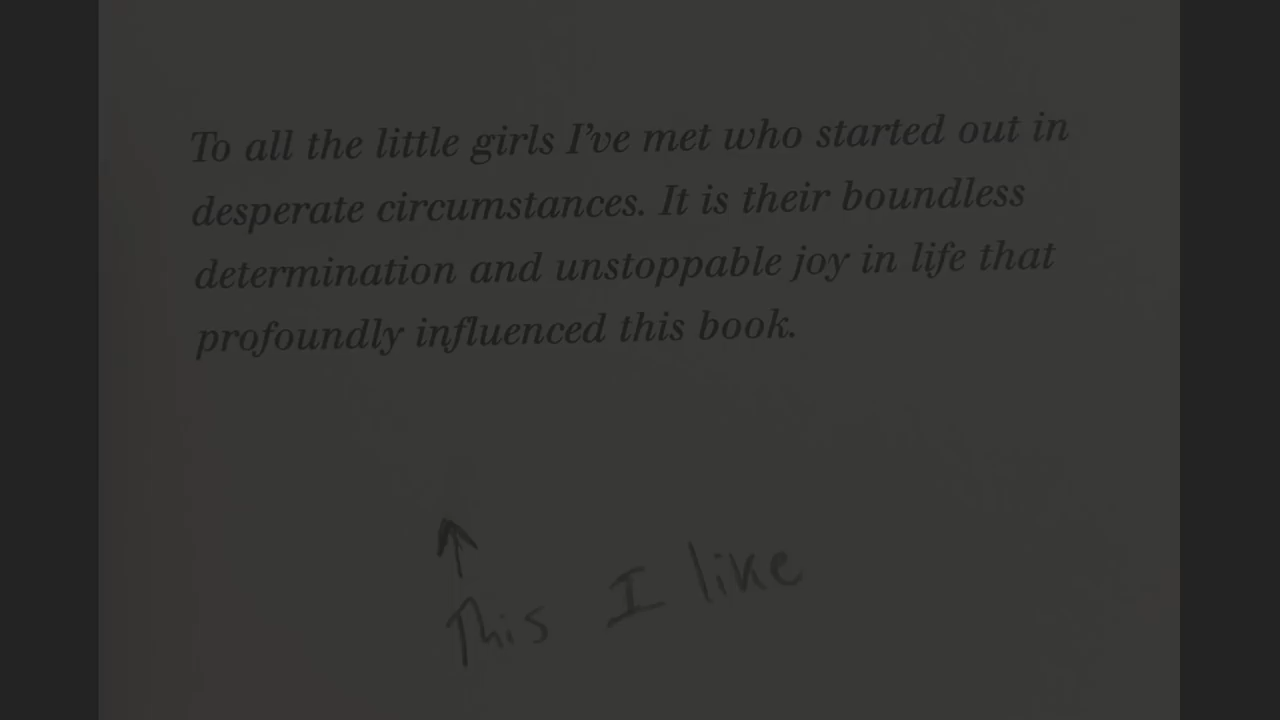 To all the little girls I’ve met who started out in
desperate circumstances. It is their boundless
determination and unstoppable joy in life that
profoundly influenced this book.
This I like